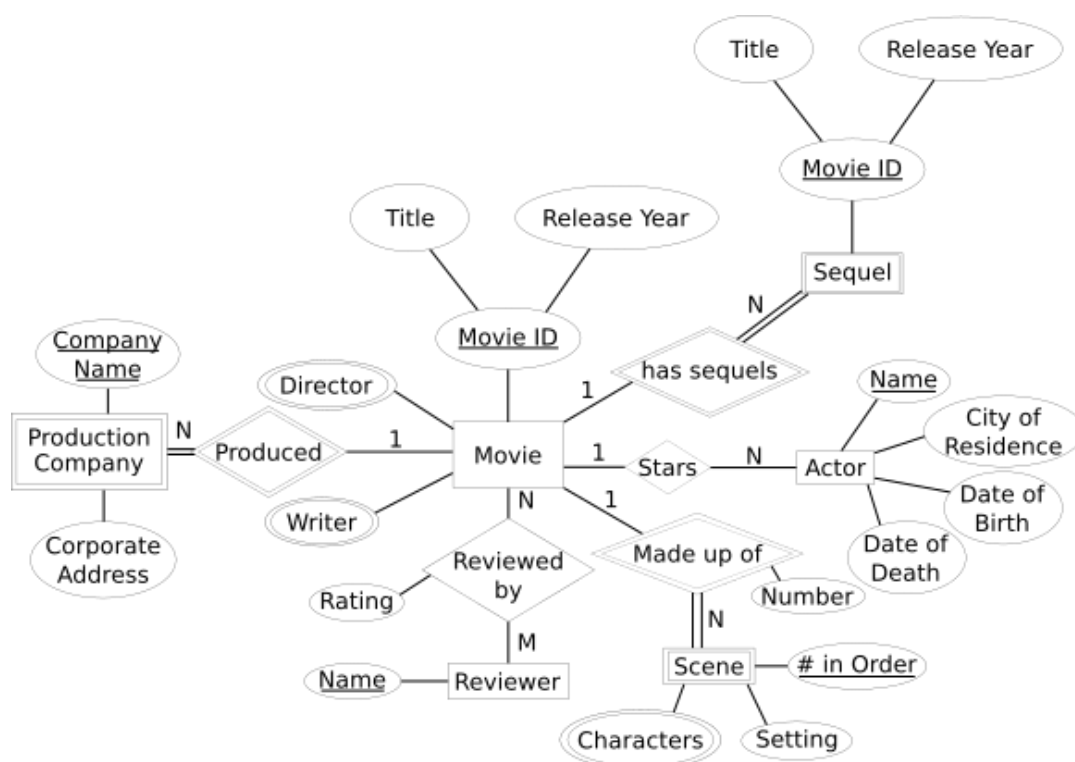 Title
Release Year
Movie ID
Title
Release Year
Sequel
N
Movie ID
Company
Name
Director
1
has sequels
Name
City of
Residence
Production
Company
N
Produced
1
Movie
1
Stars
N
Actor
Date of
Birth
Writer
N
1
Corporate
Address
Reviewed
by
Made up of
Date of
Death
Rating
Number
N
M
Name
Reviewer
Scene
# in Order
Characters
Setting